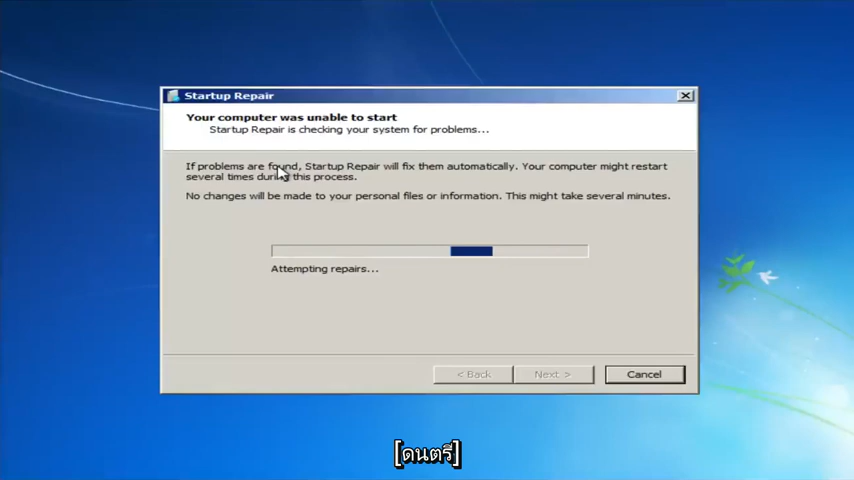 Startup Repair
Your computer was unable to start
Startup Repair is checking your system for problems...
If problems are found, Startup Repair will fix them automatically. Your computer might restart
several times during this process.
No changes will be made to your personal files or information. This might take several minutes.
Attempting repairs...
< Back
Next >
Cancel
[ดนตรี]